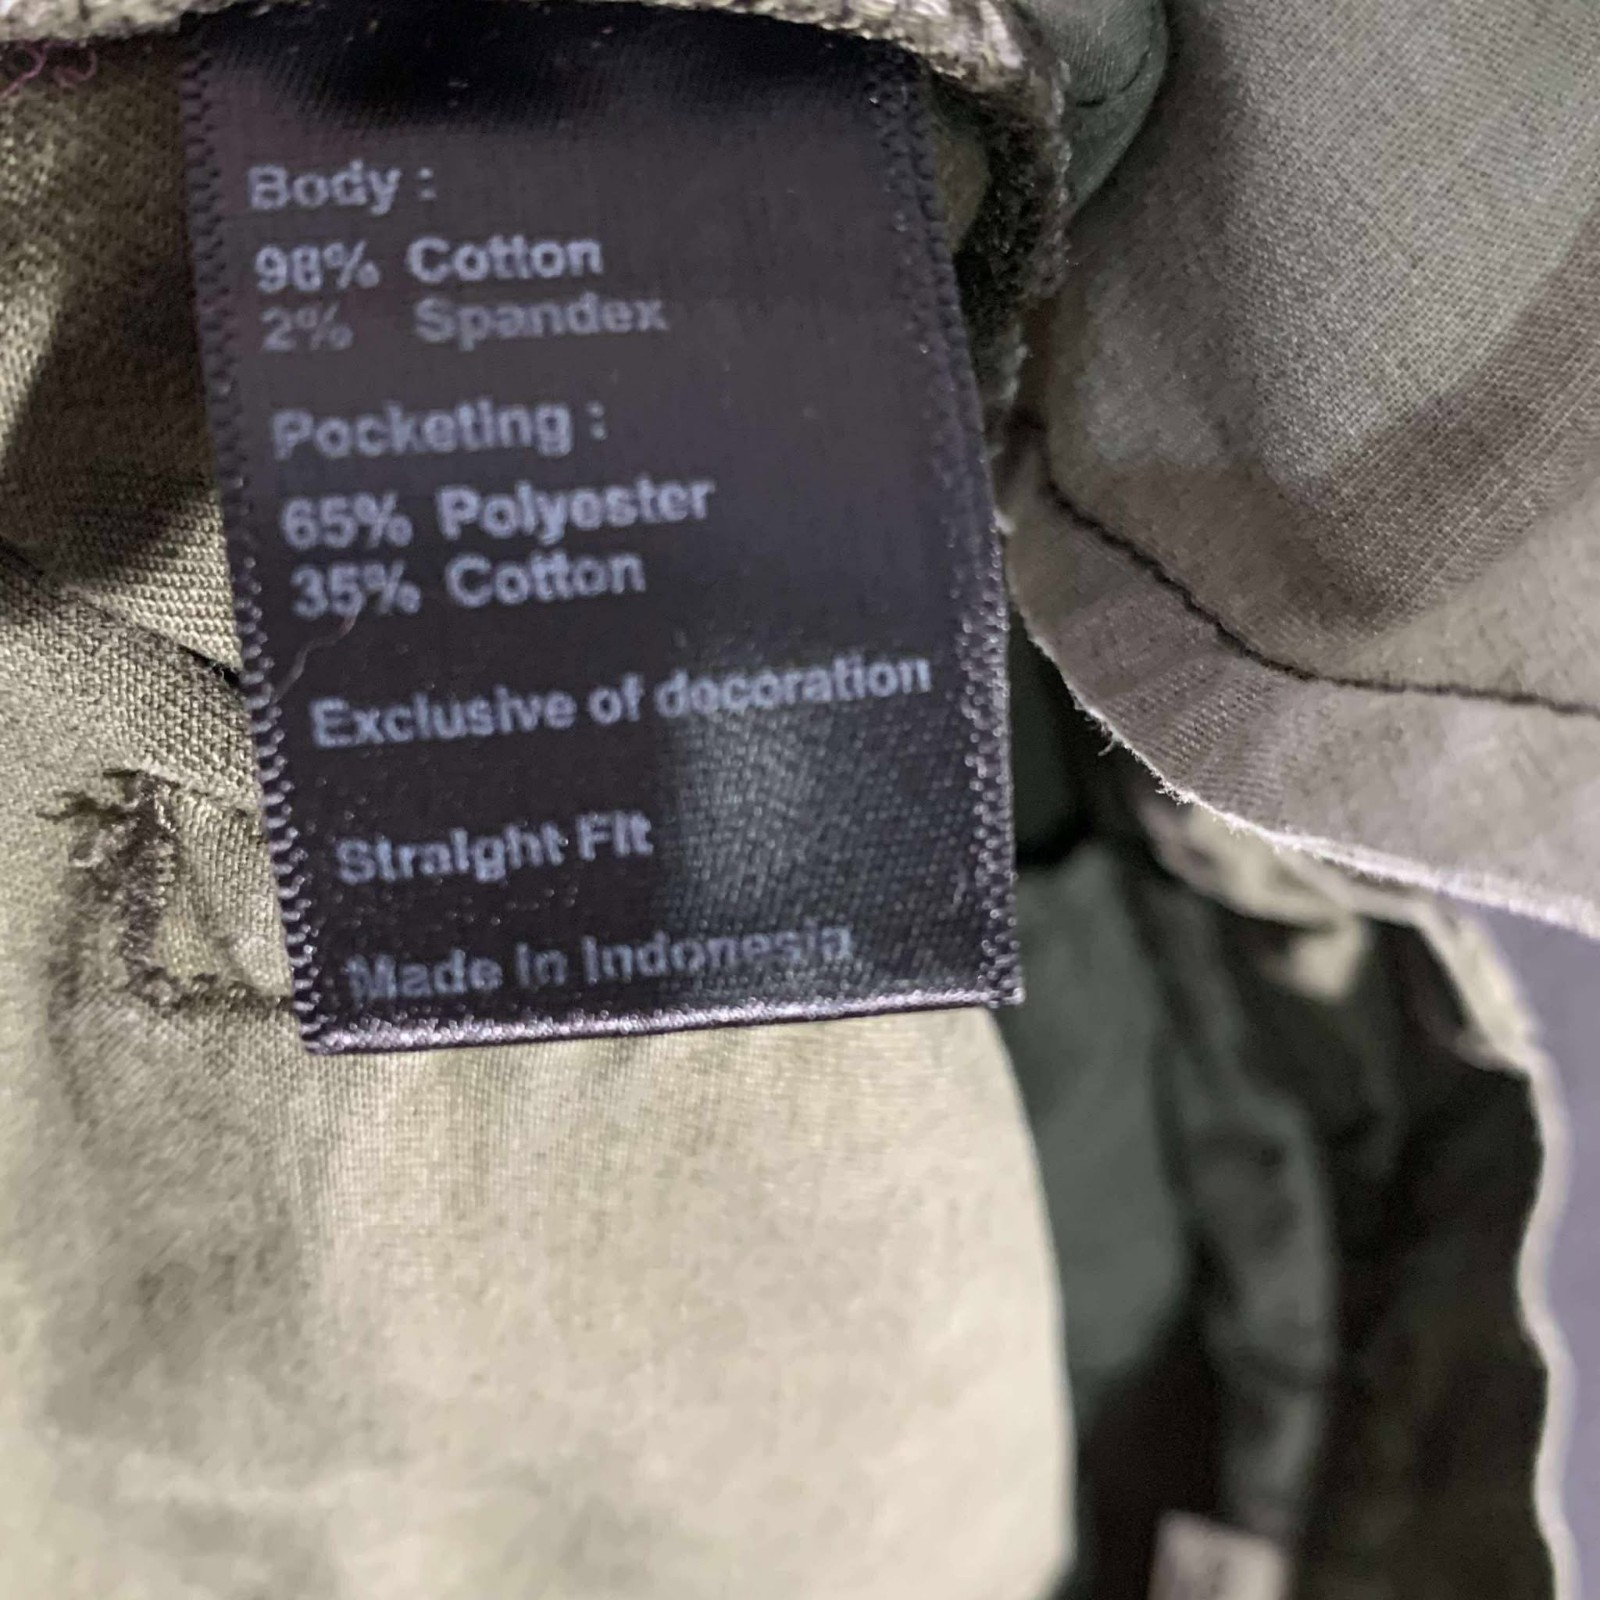 Body :
98% Cotton
2% Spandex
Pocketing :
65% Polyester
35% Cotton
Exclusive of decoration
Straight Fit
Made in Indonesia